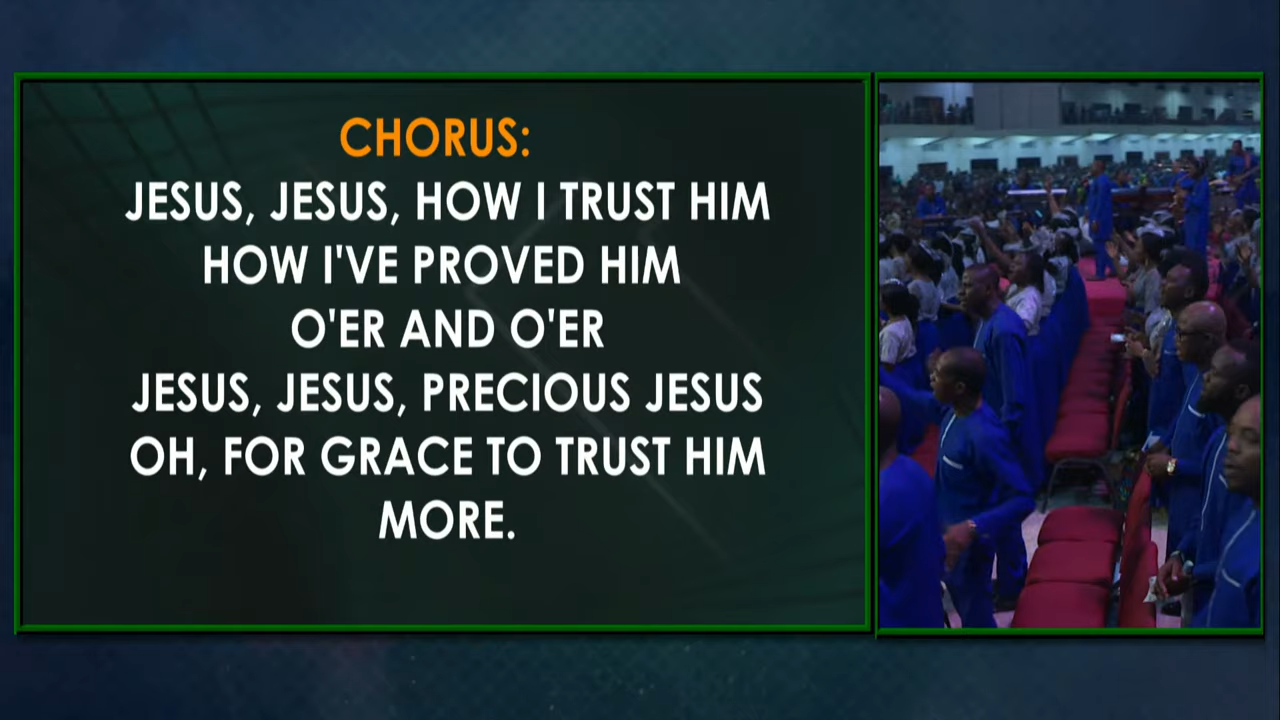 CHORUS:
JESUS, JESUS, HOW I TRUST HIM
HOW I'VE PROVED HIM
O'ER AND O'ER
JESUS, JESUS, PRECIOUS JESUS
OH, FOR GRACE TO TRUST HIM
MORE.